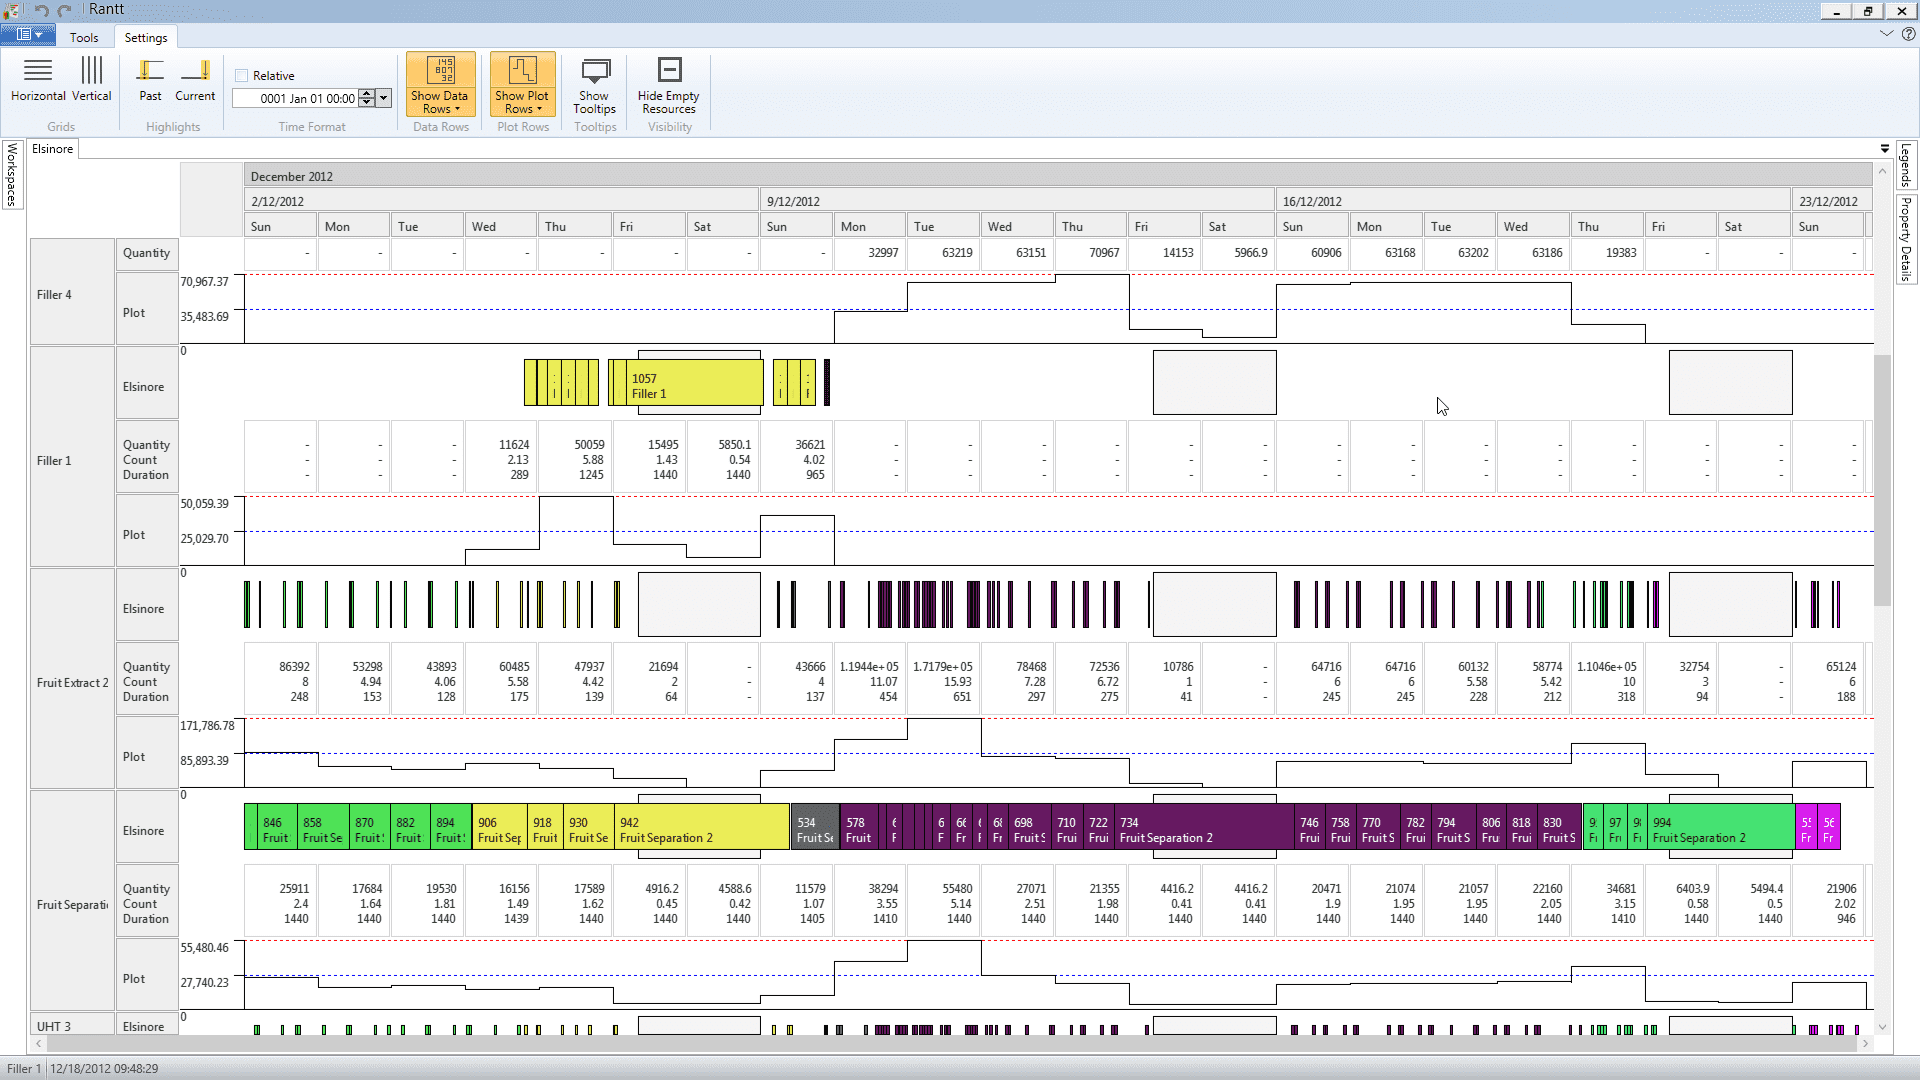 Rantt
Tools Settings
Horizontal Vertical
Grids
Past Current
Highlights
Relative
0001 Jan 01 00:00
Time Format
145
807
32
Show Data
Rows
Data Rows
Show Plot
Rows
Plot Rows
Show
Tooltips
Tooltips
Hide Empty
Resources
Visibility
Workspaces
Elsinore
Legends
Property Details
December 2012
2/12/2012 9/12/2012 16/12/2012 23/12/2012
Sun Mon Tue Wed Thu Fri Sat Sun Mon Tue Wed Thu Fri Sat Sun Mon Tue Wed Thu Fri Sat Sun
Filler 4
Quantity - - - - - - - - 32997 63219 63151 70967 14153 5966.9 60906 63168 63202 63186 19383 - - -
Plot
70,967.37
35,483.69
0
Filler 1
Elsinore
1057
Filler 1
Quantity - - - 11624 50059 15495 5850.1 36621 - - - - - - - - - - - - - -
Count - - - 2.13 5.88 1.43 0.54 4.02 - - - - - - - - - - - - - -
Duration - - - 289 1245 1440 1440 965 - - - - - - - - - - - - - -
Plot
50,059.39
25,029.70
0
Fruit Extract 2
Elsinore
Quantity 86392 53298 43893 60485 47937 21694 - 43666 1.1944e+05 1.7179e+05 78468 72536 10786 - 64716 64716 60132 58774 1.1046e+05 32754 - 65124
Count 8 4.94 4.06 5.58 4.42 2 - 4 11.07 15.93 7.28 6.72 1 - 6 6 5.58 5.42 10 3 - 6
Duration 248 153 128 175 139 64 - 137 454 651 297 275 41 - 245 245 228 212 318 94 - 188
Plot
171,786.78
85,893.39
0
Fruit Separati
Elsinore
846 858 870 882 894 906 918 930 942 534 578 698 710 722 734 746 758 770 782 794 806 818 830 97 994
Fruit Fruit Se Fruit Fruit Fruit Fruit Sep Fruit Fruit Se Fruit Separation 2 Fruit Se Fruit Fruit S Frui Frui Fruit Separation 2 Frui Frui Fruit S Fruit Fruit S Frui Frui Fruit S Fr Fruit Separation 2 Fr Fr
Quantity 25911 17684 19530 16156 17589 4916.2 4588.6 11579 38294 55480 27071 21355 4416.2 4416.2 20471 21074 21057 22160 34681 6403.9 5494.4 21906
Count 2.4 1.64 1.81 1.49 1.62 0.45 0.42 1.07 3.55 5.14 2.51 1.98 0.41 0.41 1.9 1.95 1.95 2.05 3.15 0.58 0.5 2.02
Duration 1440 1440 1440 1439 1440 1440 1440 1405 1410 1440 1440 1440 1440 1440 1440 1440 1440 1440 1410 1440 1440 946
Plot
55,480.46
27,740.23
0
UHT 3
Elsinore
Filler 1 12/18/2012 09:48:29